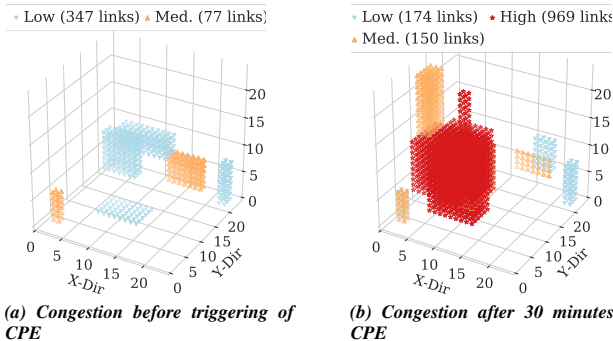 Low (347 links) Med. (77 links)
20
15
10
5
0
0
5
10
15
20
X-Dir
0
5
10
15
20
Y-Dir
(a) Congestion before triggering of
CPE
Low (174 links) High (969 links
Med. (150 links)
20
15
10
5
0
0
5
10
15
20
X-Dir
0
5
10
15
20
Y-Dir
(b) Congestion after 30 minutes
CPE